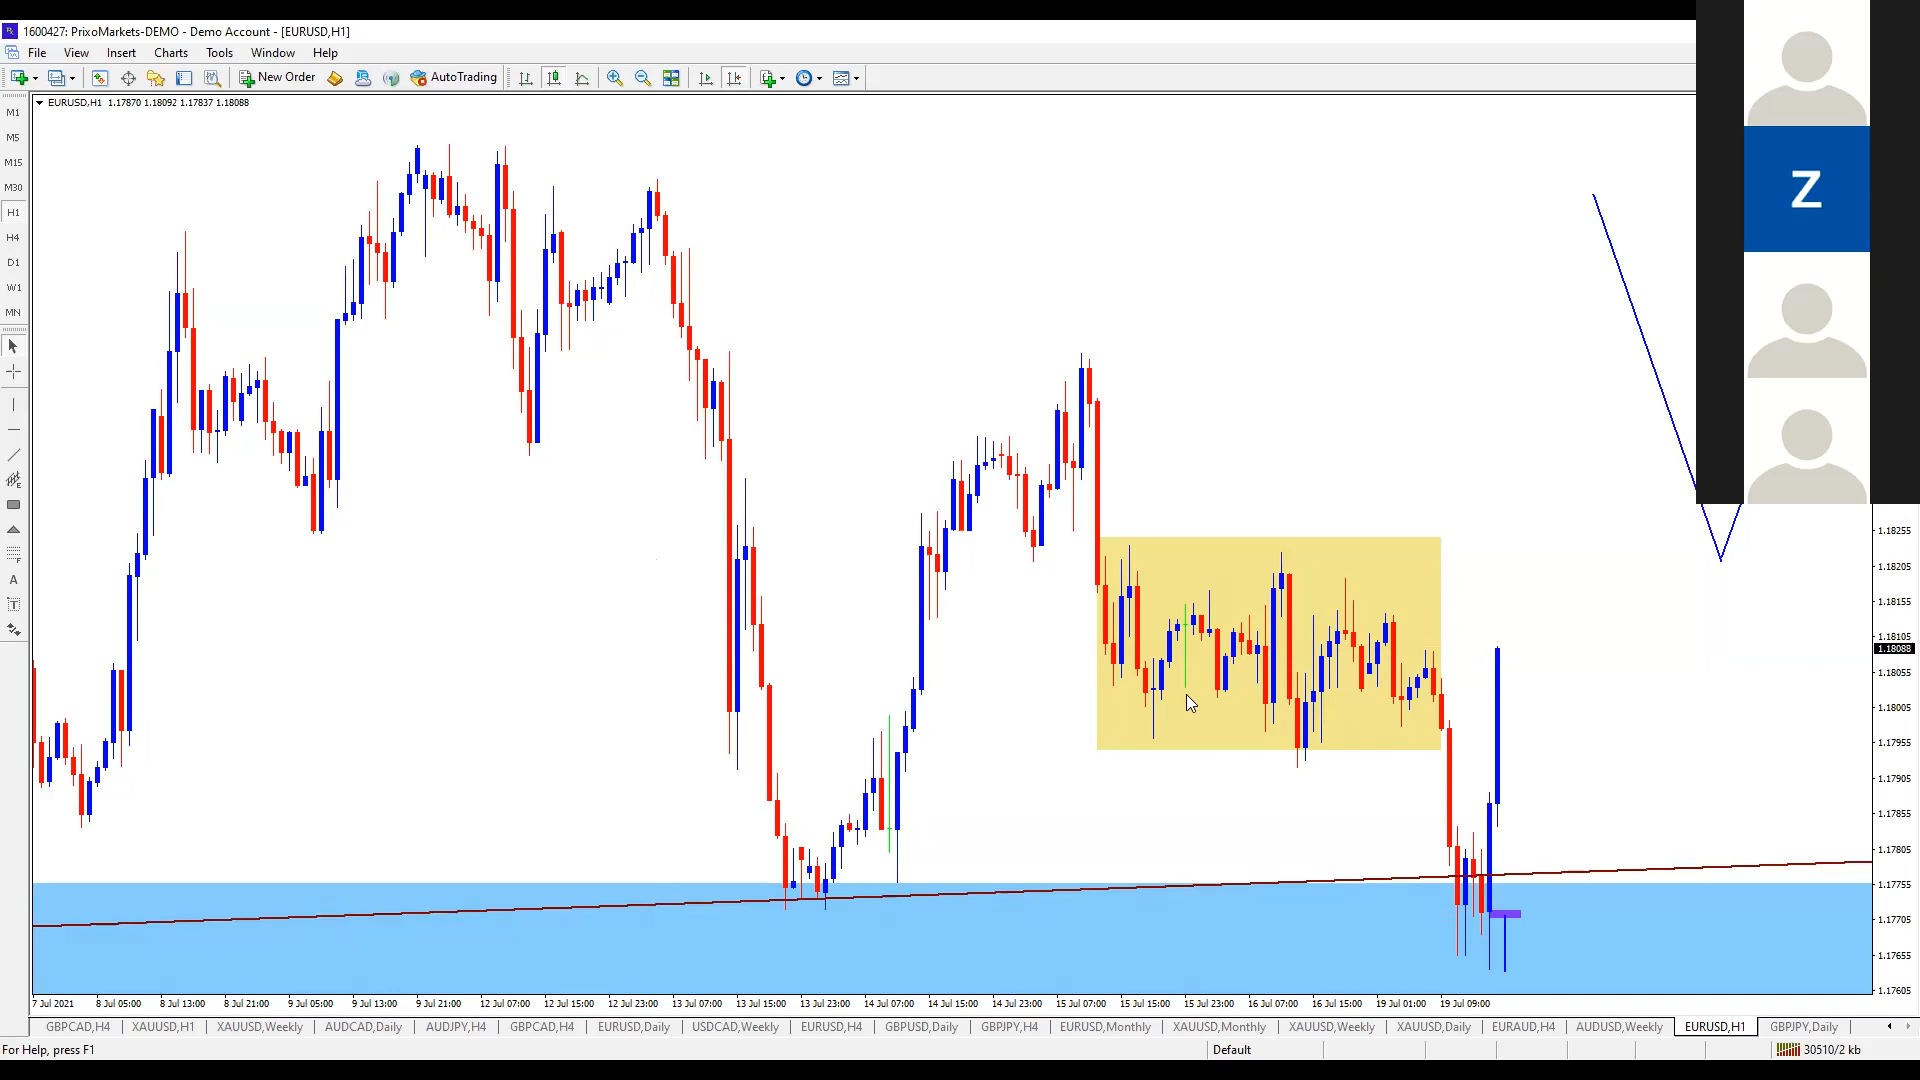 1600427: PrixoMarkets-DEMO - Demo Account - [EURUSD,H1]
File View Insert Charts Tools Window Help
New Order AutoTrading
EURUSD,H1 1.17870 1.18092 1.17837 1.18088
M1
M5
M15
M30
H1
H4
D1
W1
MN
A
T
Z
1.18255
1.18205
1.18155
1.18105
1.18088
1.18055
1.18005
1.17955
1.17905
1.17855
1.17805
1.17755
1.17705
1.17655
1.17605
7 Jul 2021 8 Jul 05:00 8 Jul 13:00 8 Jul 21:00 9 Jul 05:00 9 Jul 13:00 9 Jul 21:00 12 Jul 07:00 12 Jul 15:00 12 Jul 23:00 13 Jul 07:00 13 Jul 15:00 13 Jul 23:00 14 Jul 07:00 14 Jul 15:00 14 Jul 23:00 15 Jul 07:00 15 Jul 15:00 15 Jul 23:00 16 Jul 07:00 16 Jul 15:00 19 Jul 01:00 19 Jul 09:00
GBPCAD,H4 XAUUSD,H1 XAUUSD,Weekly AUDCAD,Daily AUDJPY,H4 GBPCAD,H4 EURUSD,Daily USDCAD,Weekly EURUSD,H4 GBPUSD,Daily GBPJPY,H4 EURUSD,Monthly XAUUSD,Monthly XAUUSD,Weekly XAUUSD,Daily EURAUD,H4 AUDUSD,Weekly EURUSD,H1 GBPJPY,Daily
For Help, press F1 Default 30510/2 kb